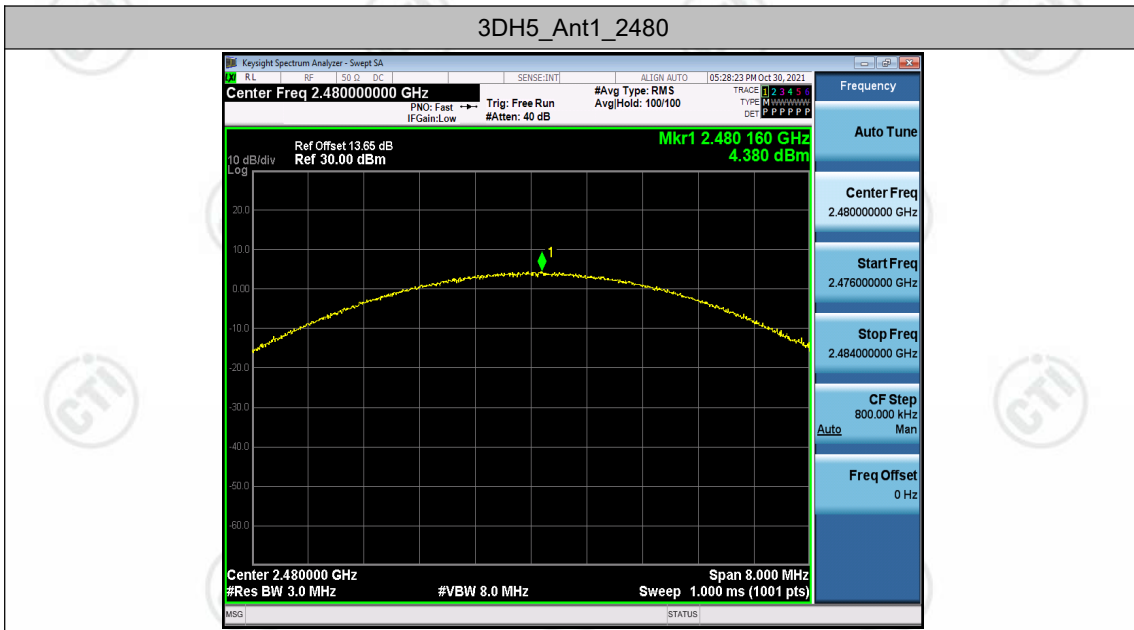 3DH5_Ant1_2480
Keysight Spectrum Analyzer - Swept SA
RL RF 50 Ω DC SENSE:INT ALIGN AUTO 05:28:23 PM Oct 30, 2021
Center Freq 2.480000000 GHz
PNO: Fast
IFGain:Low
Trig: Free Run
#Atten: 40 dB
#Avg Type: RMS
Avg|Hold: 100/100
TRACE 1 2 3 4 5 6
TYPE M WWWWW
DET P P P P P P
Mkr1 2.480 160 GHz
4.380 dBm
Ref Offset 13.65 dB
10 dB/div Ref 30.00 dBm
Log
20.0
10.0
1
0.00
-10.0
-20.0
-30.0
-40.0
-50.0
-60.0
Center 2.480000 GHz Span 8.000 MHz
#Res BW 3.0 MHz #VBW 8.0 MHz Sweep 1.000 ms (1001 pts)
MSG STATUS
Frequency
Auto Tune
Center Freq
2.480000000 GHz
Start Freq
2.476000000 GHz
Stop Freq
2.484000000 GHz
CF Step
800.000 kHz
Auto Man
Freq Offset
0 Hz
CTI
CTI